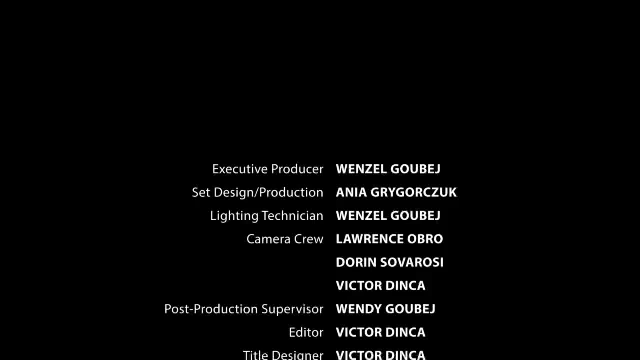 Executive Producer WENZEL GOUBEJ
Set Design/Production ANIA GRYGORCZUK
Lighting Technician WENZEL GOUBEJ
Camera Crew LAWRENCE OBRO
DORIN SOVAROSI
VICTOR DINCA
Post-Production Supervisor WENDY GOUBEJ
Editor VICTOR DINCA
Title Designer VICTOR DINCA